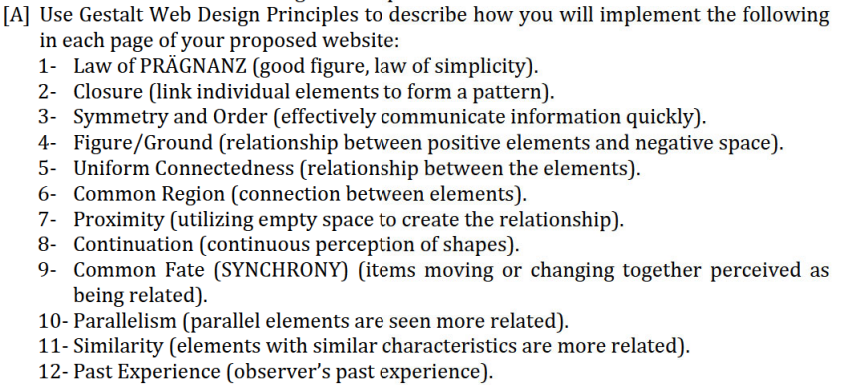 [A] Use Gestalt Web Design Principles to describe how you will implement the following
in each page of your proposed website:
1- Law of PRÄGNANZ (good figure, law of simplicity).
2- Closure (link individual elements to form a pattern).
3- Symmetry and Order (effectively communicate information quickly).
4- Figure/Ground (relationship between positive elements and negative space).
5- Uniform Connectedness (relationship between the elements).
6- Common Region (connection between elements).
7- Proximity (utilizing empty space to create the relationship).
8- Continuation (continuous perception of shapes).
9- Common Fate (SYNCHRONY) (items moving or changing together perceived as
being related).
10- Parallelism (parallel elements are seen more related).
11- Similarity (elements with similar characteristics are more related).
12- Past Experience (observer's past experience).